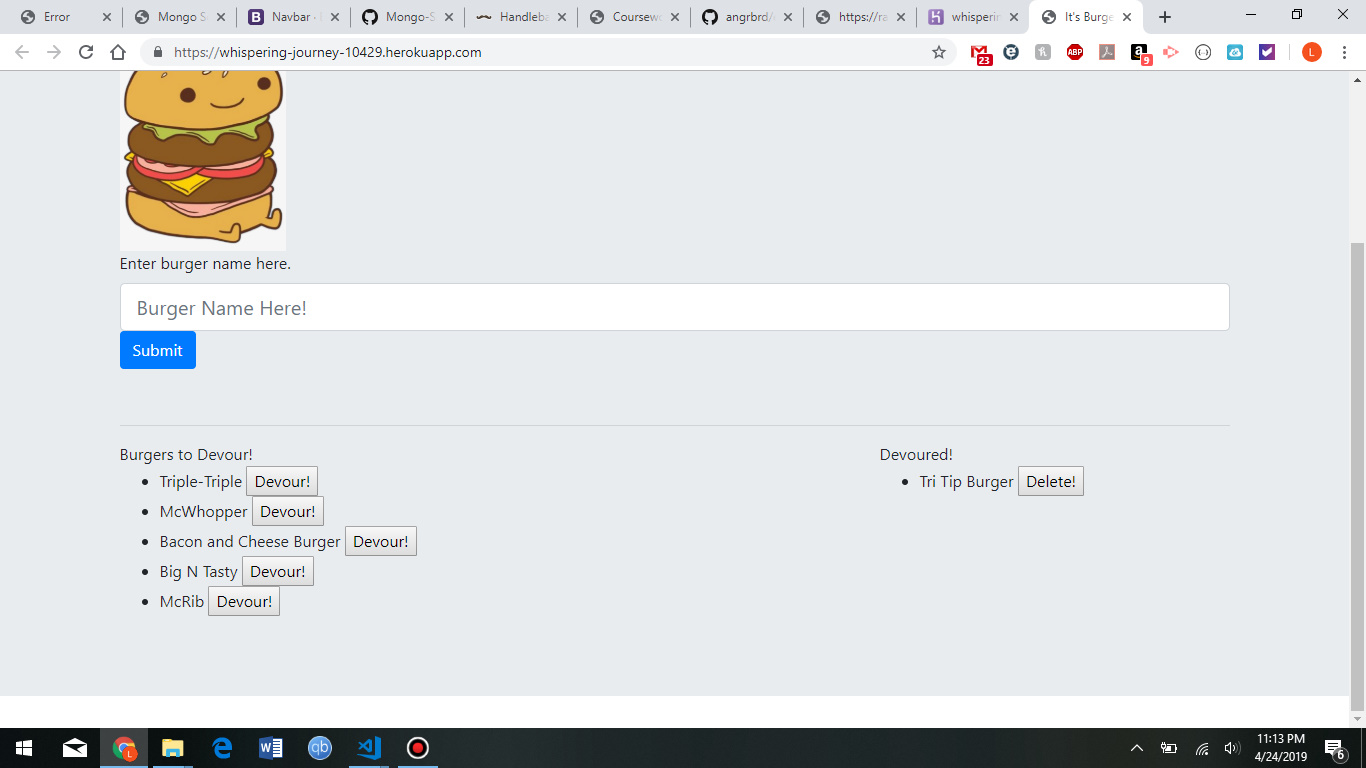 Error
Mongo S
Navbar -
Mongo-S
Handleba
Coursewo
angrbrd/
https://ra
whisperin
It's Burge
https://whispering-journey-10429.herokuapp.com
23
ABP
9
L
Enter burger name here.
Burger Name Here!
Submit
Burgers to Devour!
Triple-Triple Devour!
McWhopper Devour!
Bacon and Cheese Burger Devour!
Big N Tasty Devour!
McRib Devour!
Devoured!
Tri Tip Burger Delete!
L
qb
11:13 PM
4/24/2019
6